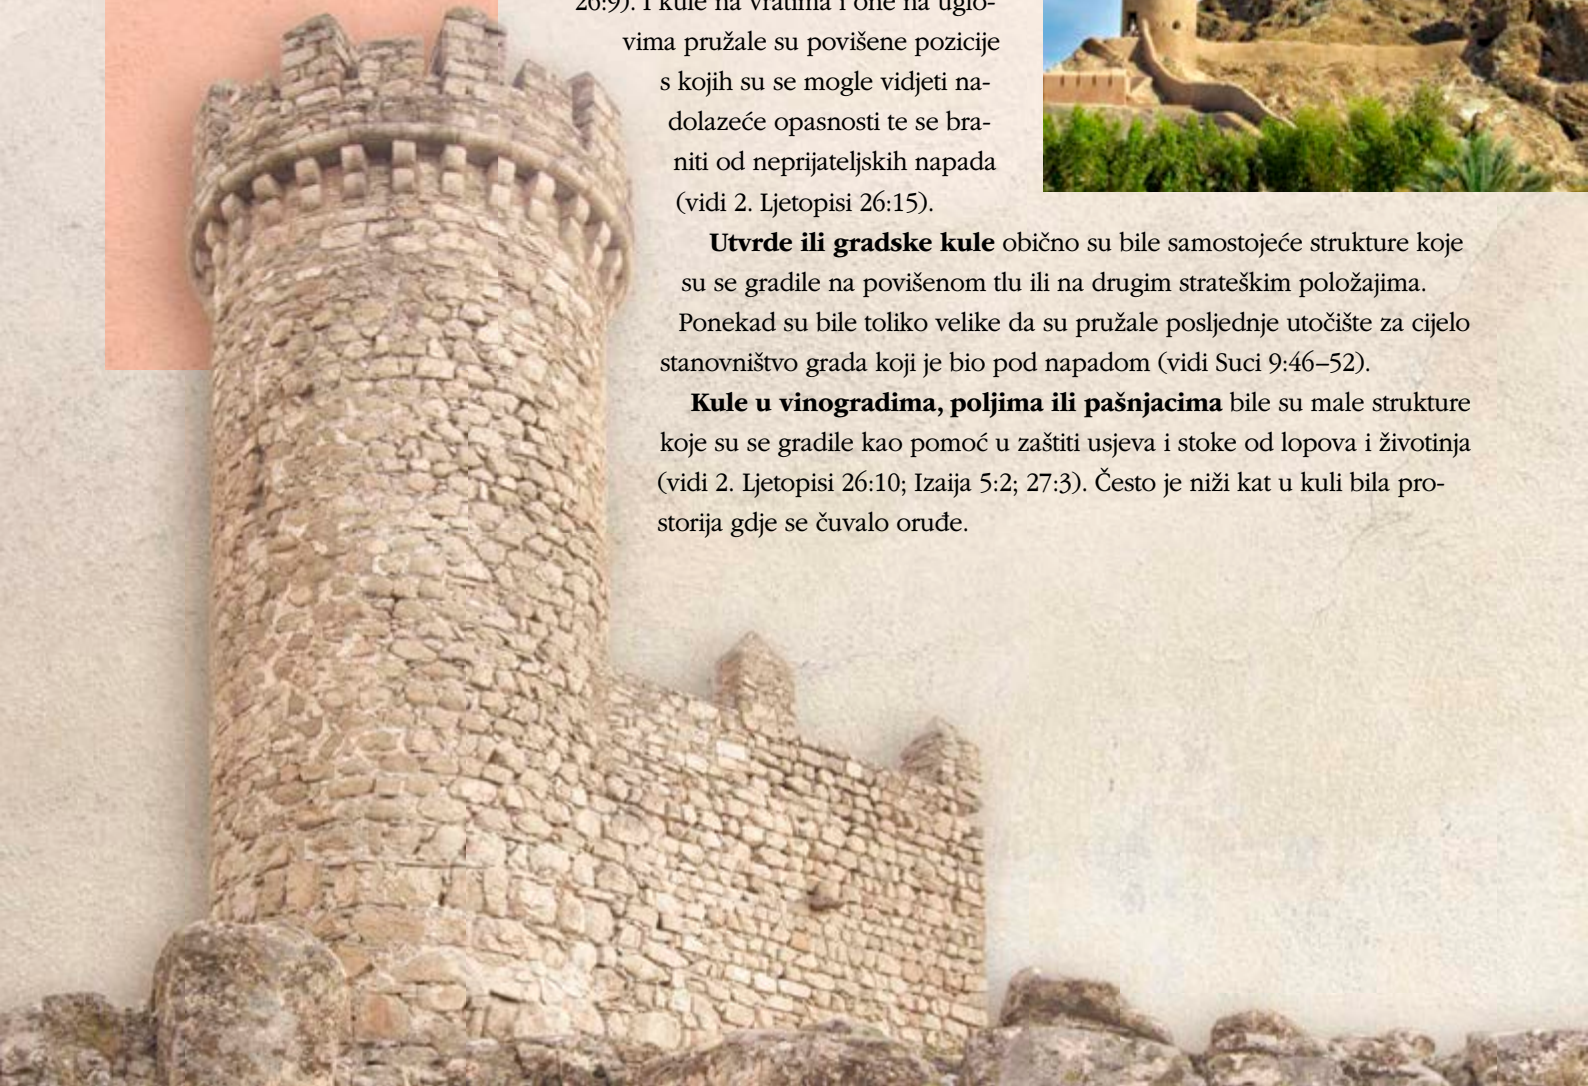 26:9). I kule na vratima i one na uglo-
vima pružale su povišene pozicije
s kojih su se mogle vidjeti na-
dolazeće opasnosti te se bra-
niti od neprijateljskih napada
(vidi 2. Ljetopisi 26:15).
Utvrde ili gradske kule obično su bile samostojeće strukture koje
su se gradile na povišenom tlu ili na drugim strateškim položajima.
Ponekad su bile toliko velike da su pružale posljednje utočište za cijelo
stanovništvo grada koji je bio pod napadom (vidi Suci 9:46–52).
Kule u vinogradima, poljima ili pašnjacima bile su male strukture
koje su se gradile kao pomoć u zaštiti usjeva i stoke od lopova i životinja
(vidi 2. Ljetopisi 26:10; Izaija 5:2; 27:3). Često je niži kat u kuli bila pro-
storija gdje se čuvalo oruđe.